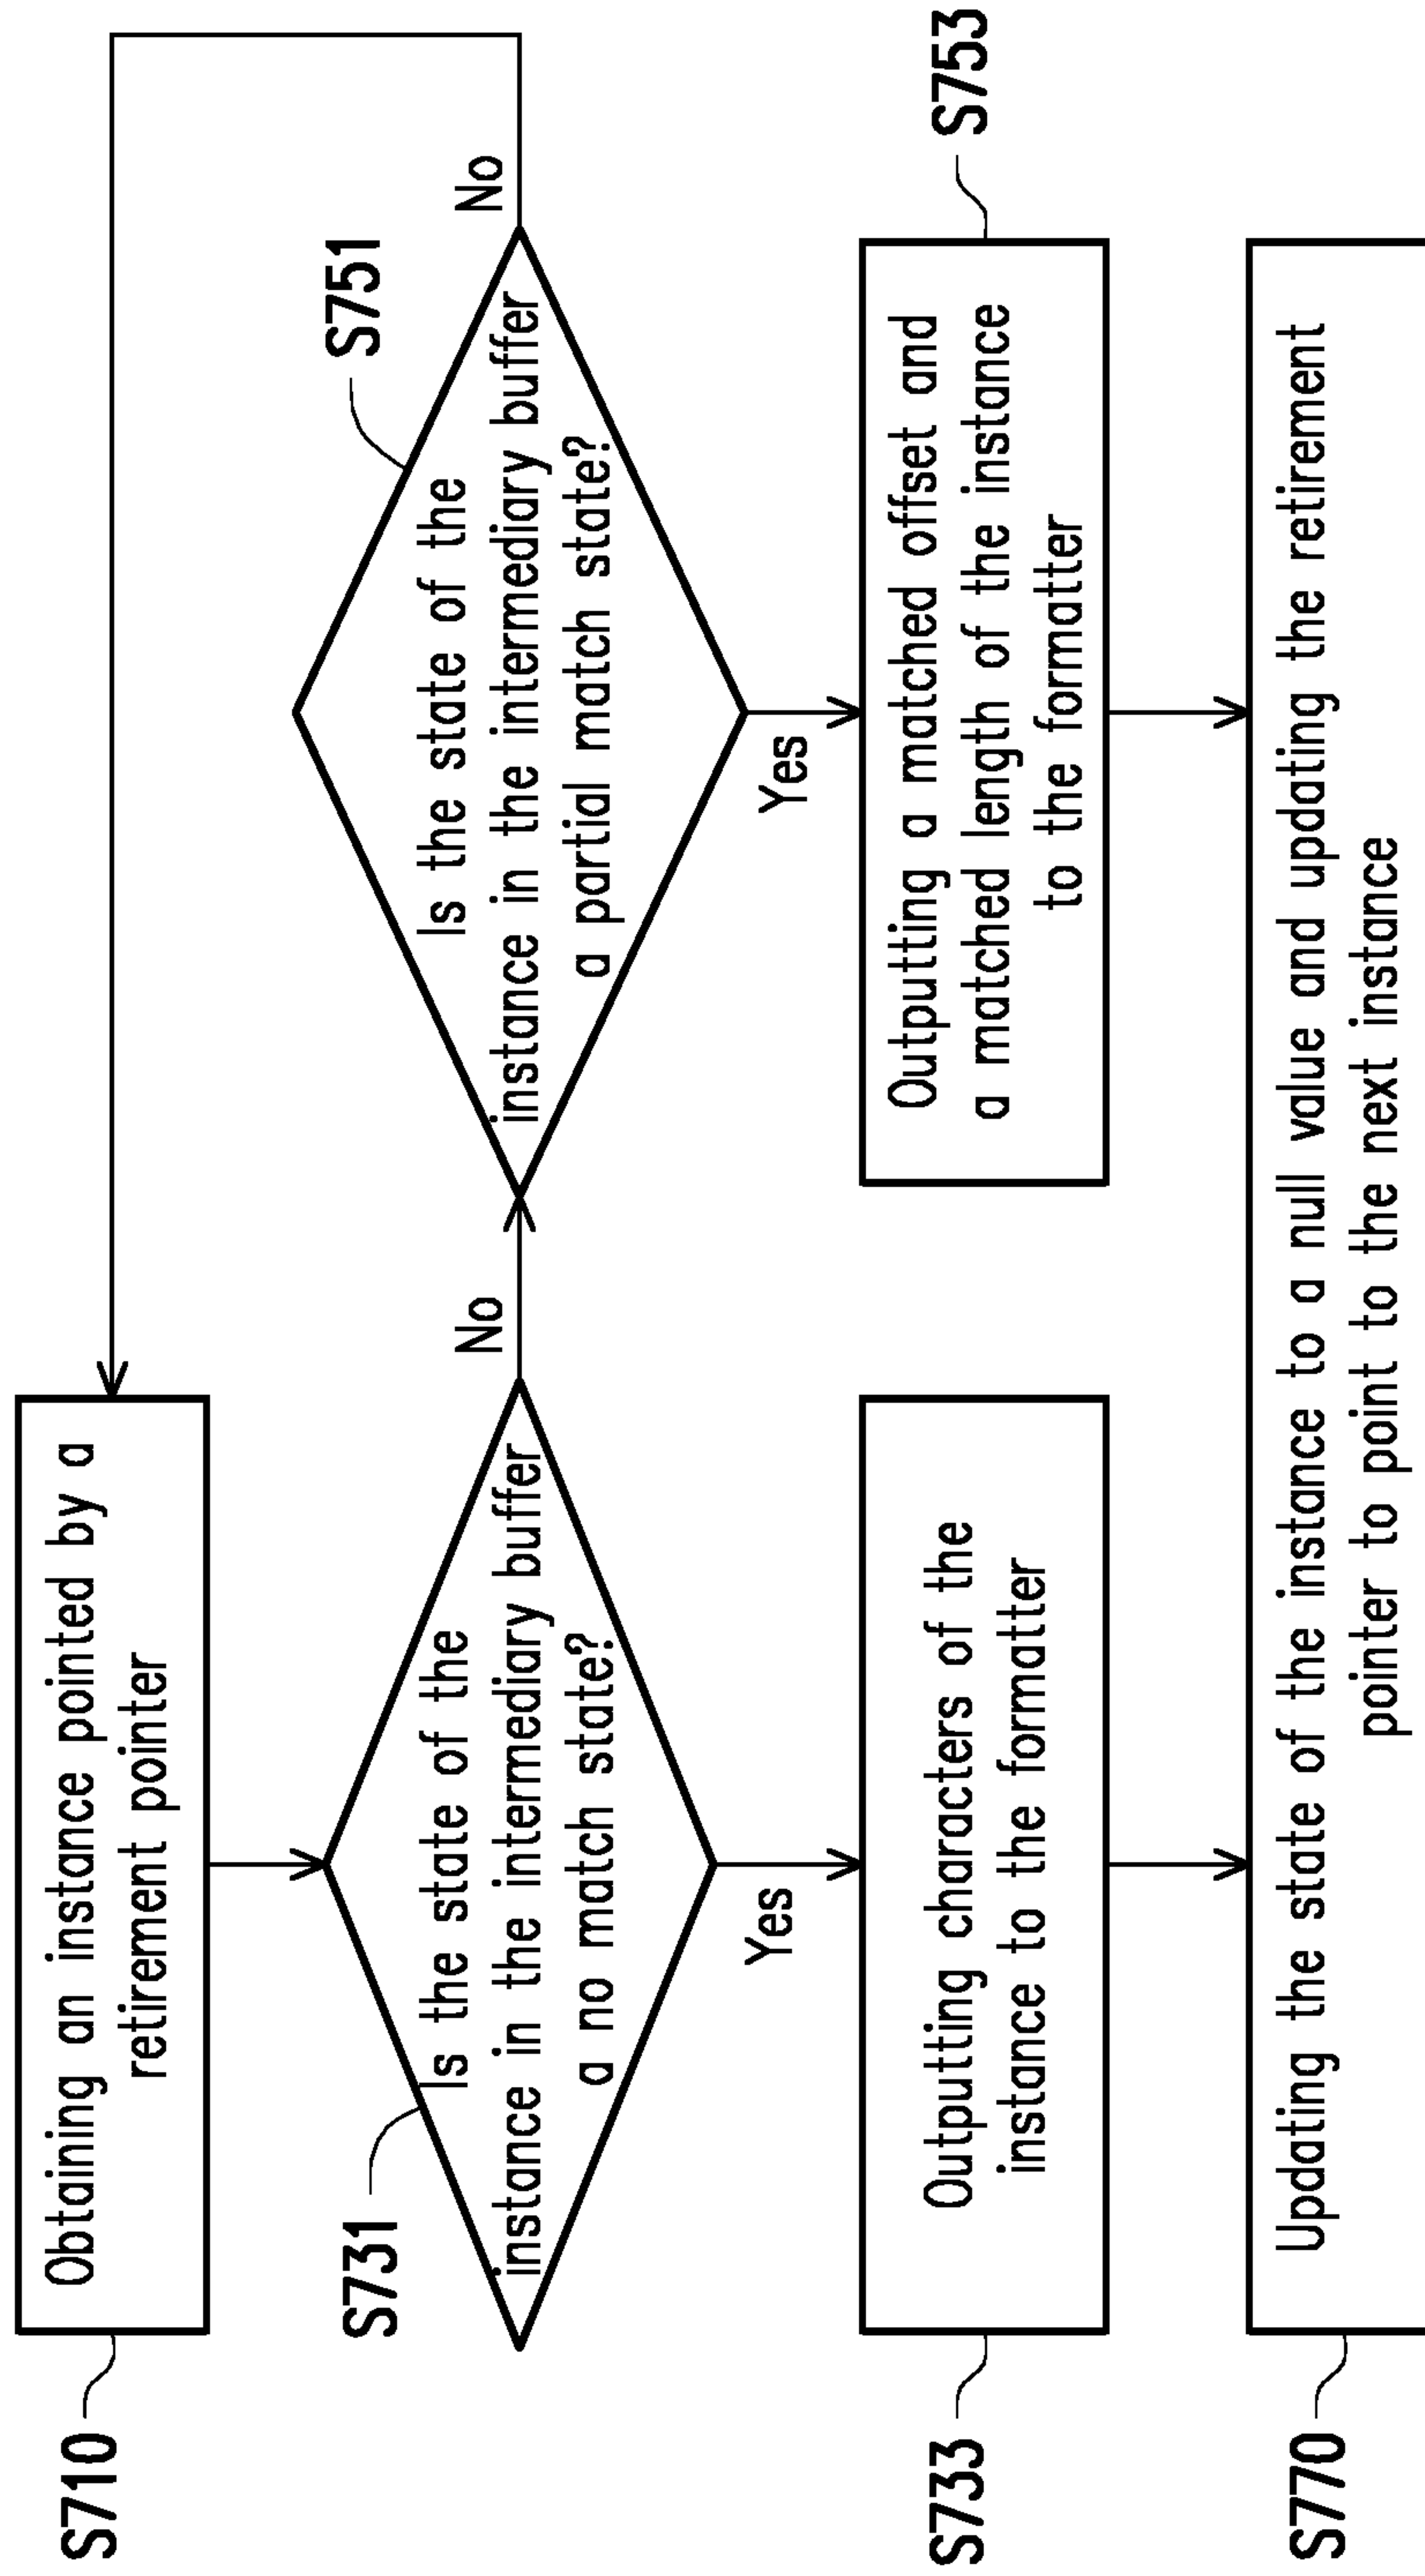 S710
Obtaining an instance pointed by a
retirement pointer
S731
Is the state of the
instance in the intermediary buffer
a no match state?
No
Yes
S751
Is the state of the
instance in the intermediary buffer
a partial match state?
No
Yes
S733
Outputting characters of the
instance to the formatter
Outputting a matched offset and
a matched length of the instance
to the formatter
S753
S770
Updating the state of the instance to a null value and updating the retirement
pointer to point to the next instance